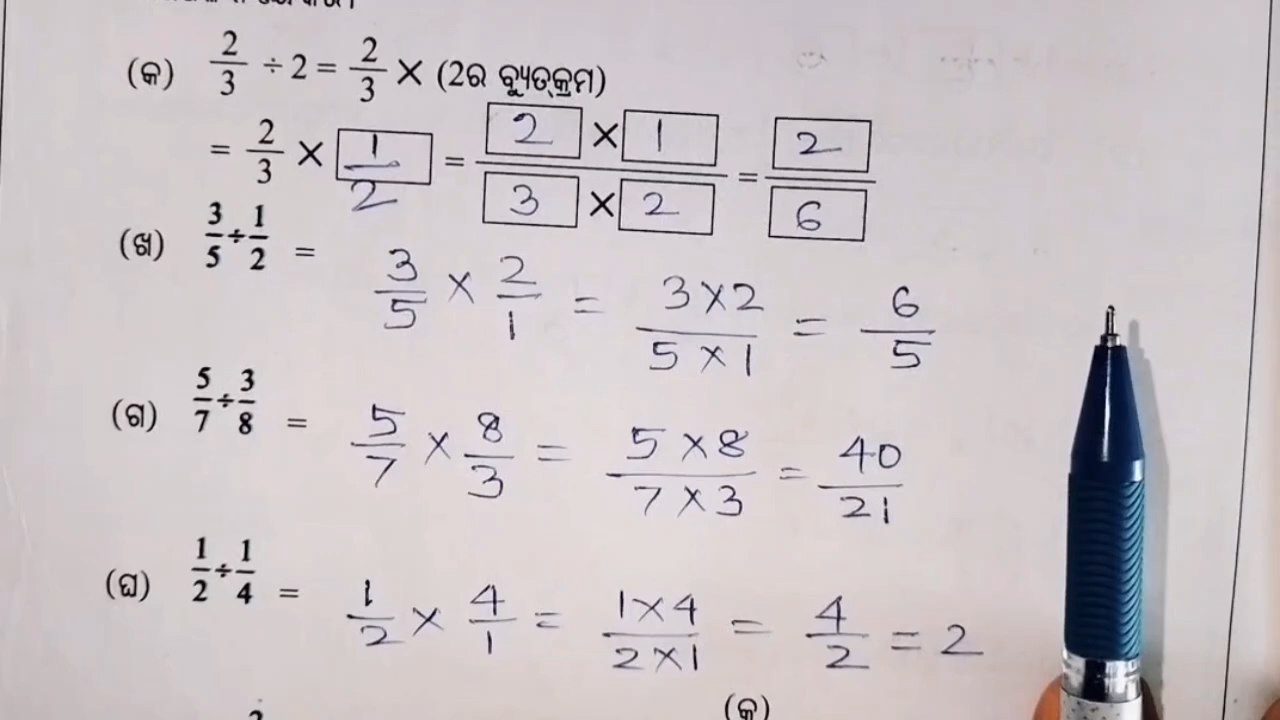 (କ) 2/3 ÷ 2 = 2/3 × (2ର ବ୍ୟୁତ୍କ୍ରମ)
= 2/3 × 1/2 = 2 × 1 / 3 × 2 = 2/6
(ଖ) 3/5 ÷ 1/2 = 3/5 × 2/1 = 3×2 / 5×1 = 6/5
(ଗ) 5/7 ÷ 3/8 = 5/7 × 8/3 = 5×8 / 7×3 = 40/21
(ଘ) 1/2 ÷ 1/4 = 1/2 × 4/1 = 1×4 / 2×1 = 4/2 = 2
(କ)